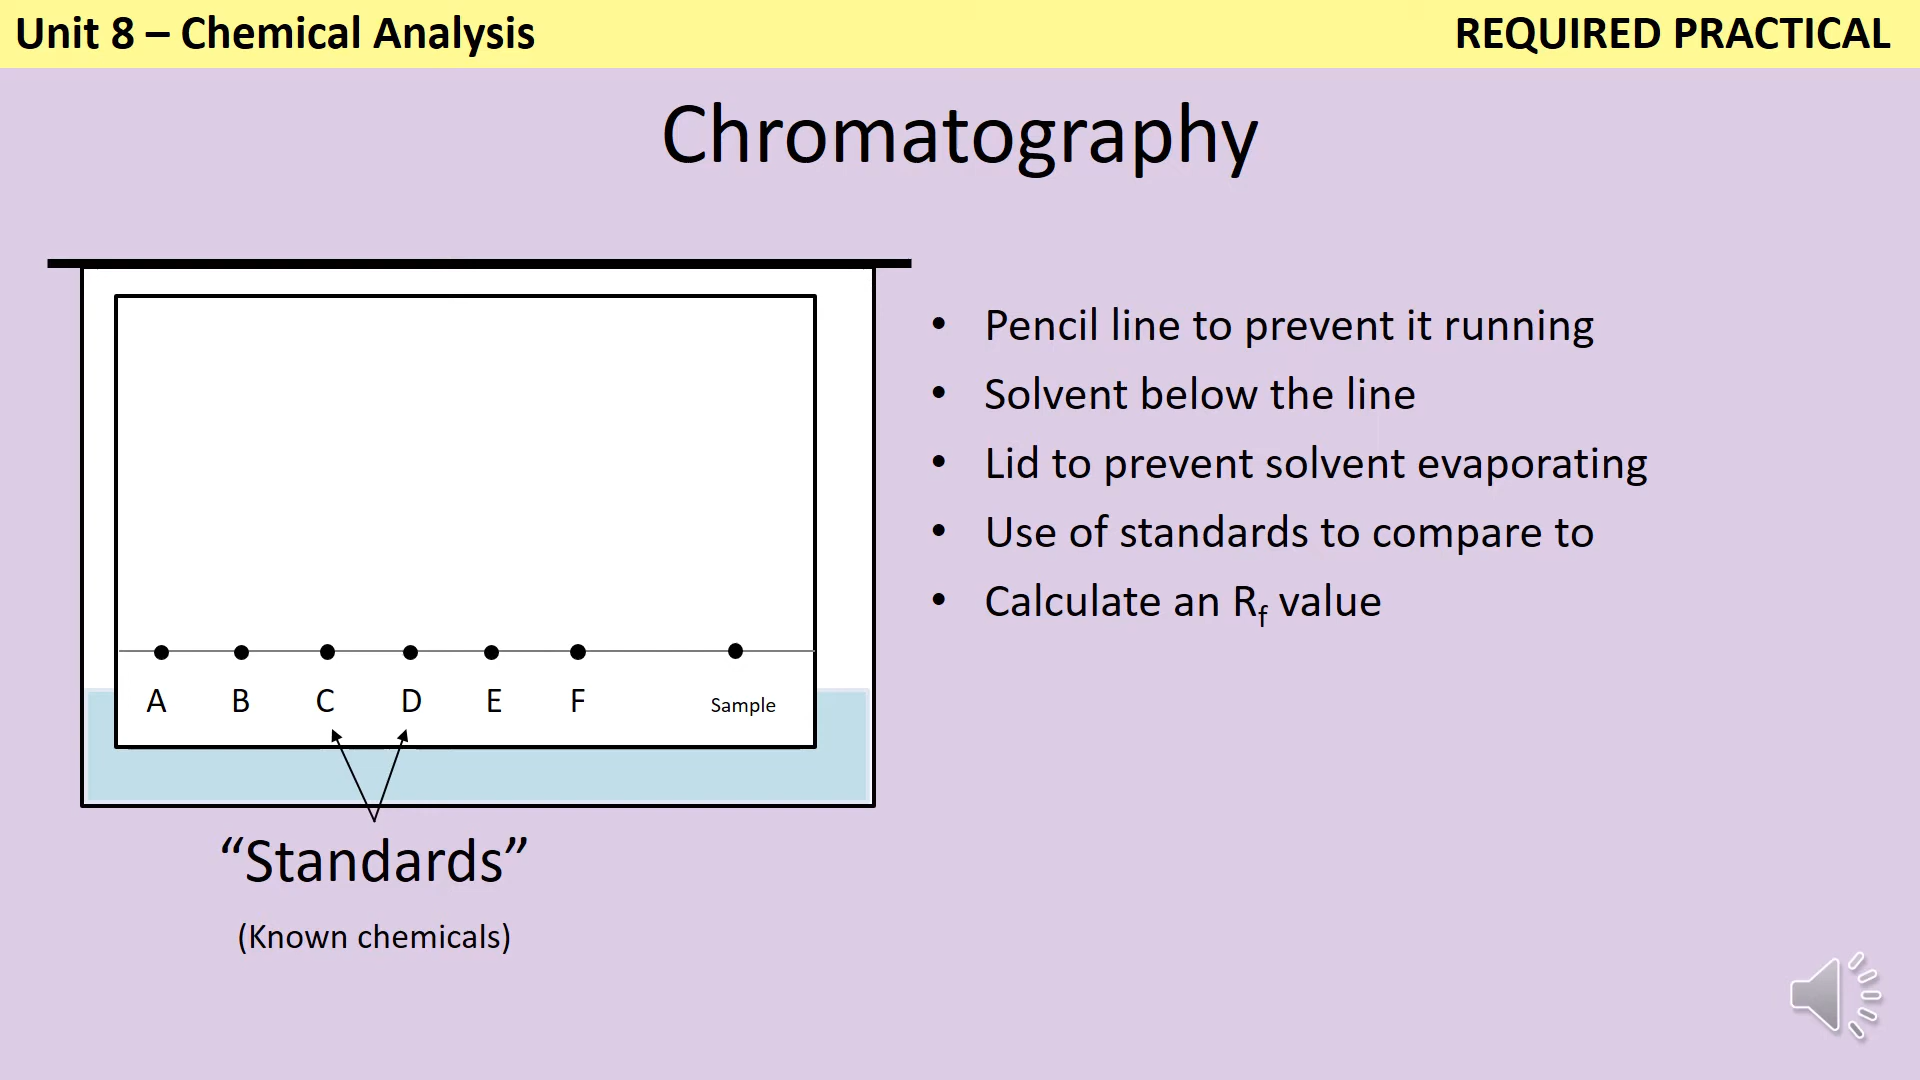 Unit 8 – Chemical Analysis
REQUIRED PRACTICAL
Chromatography
• Pencil line to prevent it running
• Solvent below the line
• Lid to prevent solvent evaporating
• Use of standards to compare to
• Calculate an Rf value
A B C D E F Sample
“Standards”
(Known chemicals)